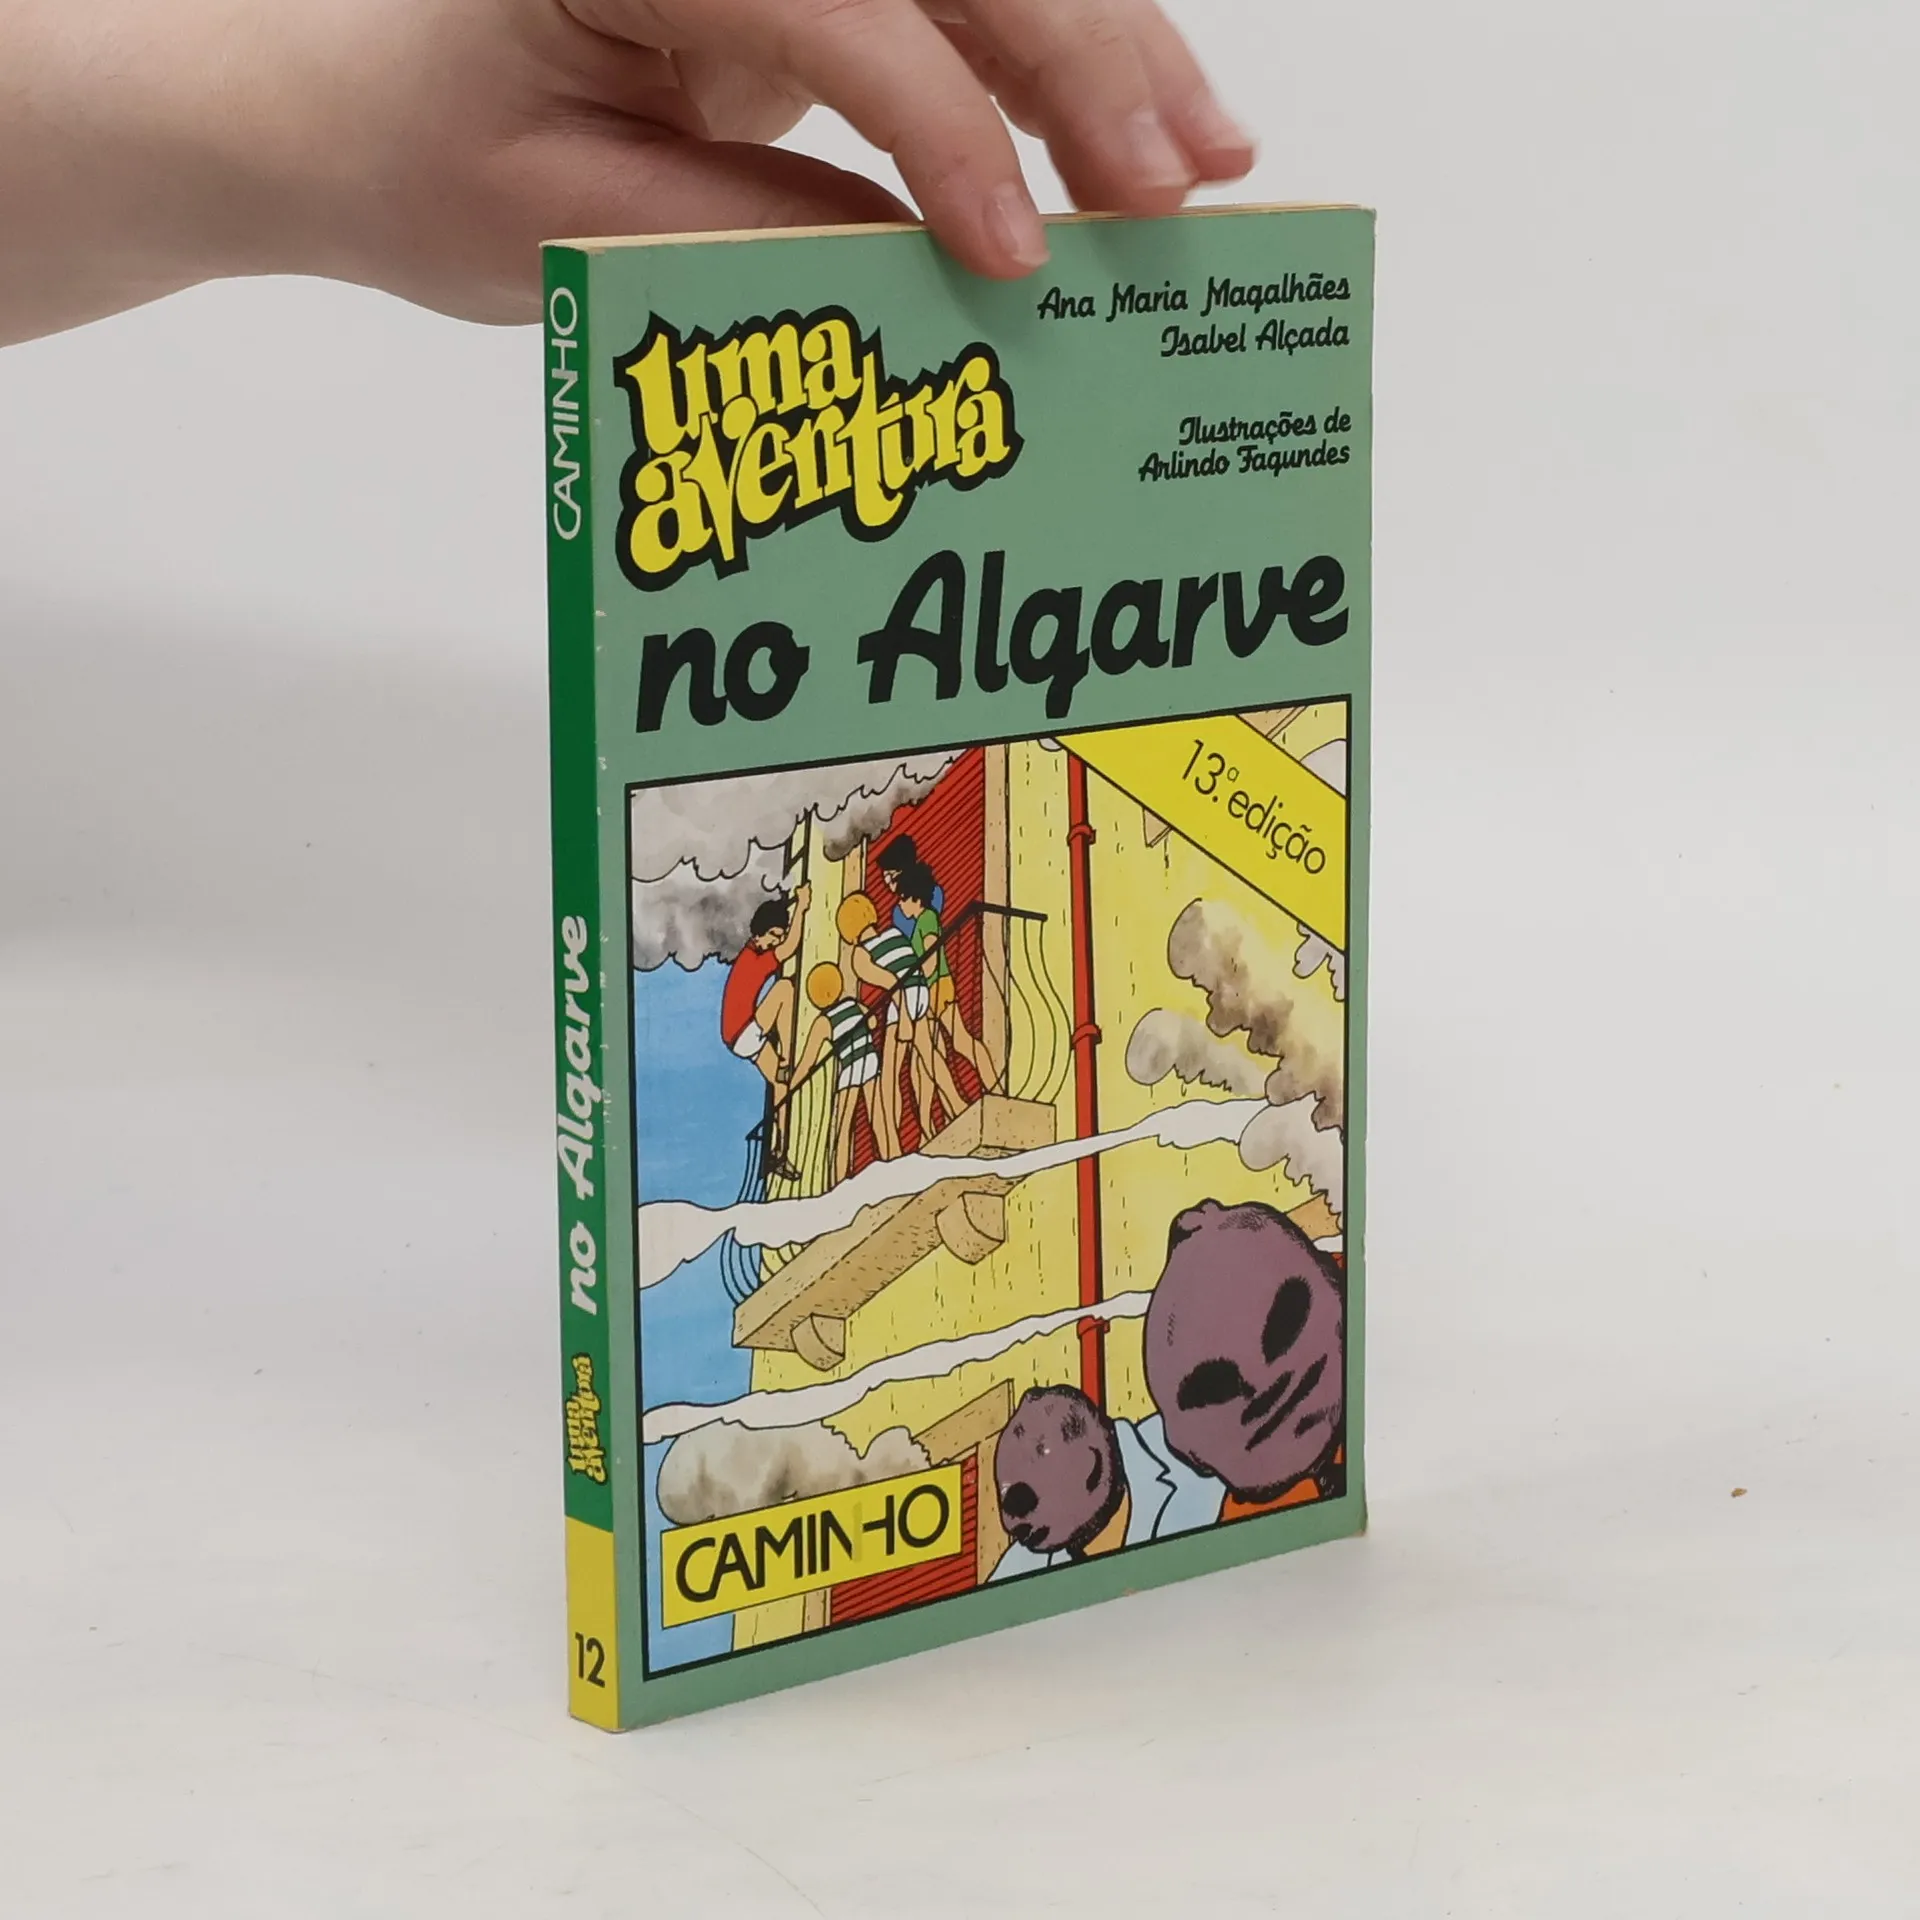 CAMINHO
no Algarve
uma
aventura
12
uma
aventura
Ana Maria Magalhães
Isabel Alçada
Ilustrações de
Arlindo Fagundes
no Algarve
13.ª edição
CAMINHO